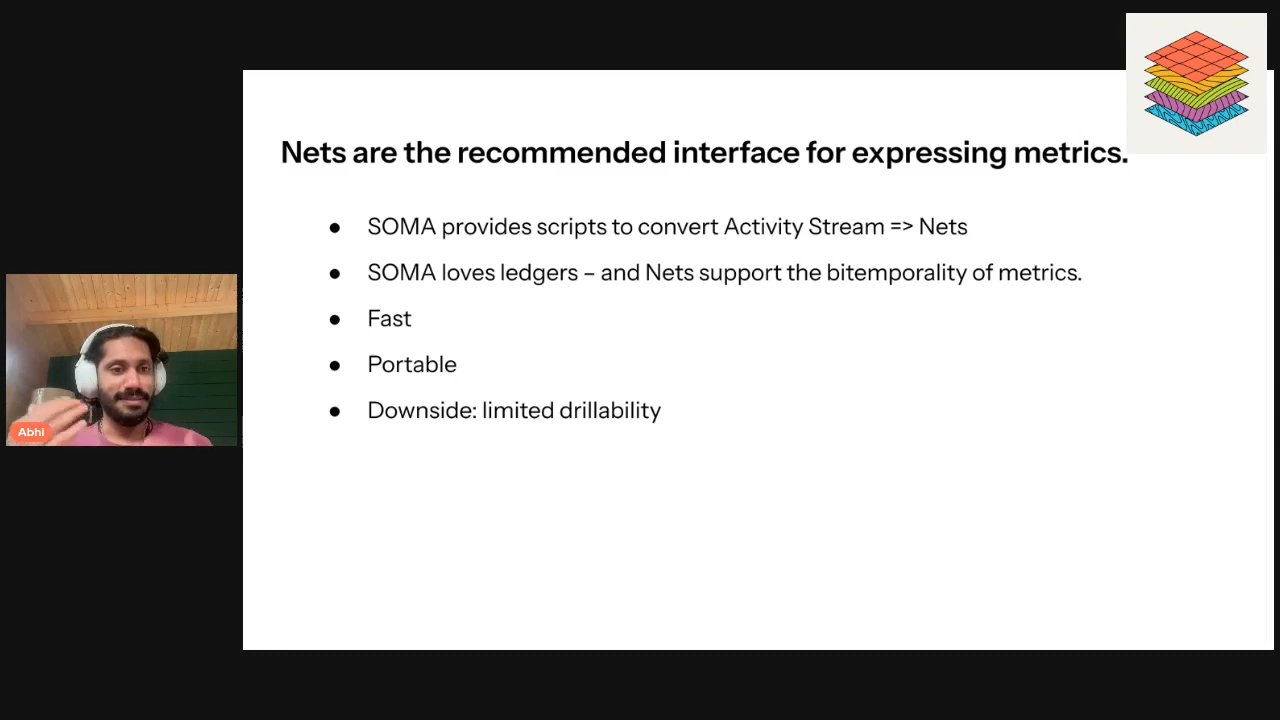 Nets are the recommended interface for expressing metrics.
● SOMA provides scripts to convert Activity Stream => Nets
● SOMA loves ledgers – and Nets support the bitemporality of metrics.
● Fast
● Portable
● Downside: limited drillability
Abhi